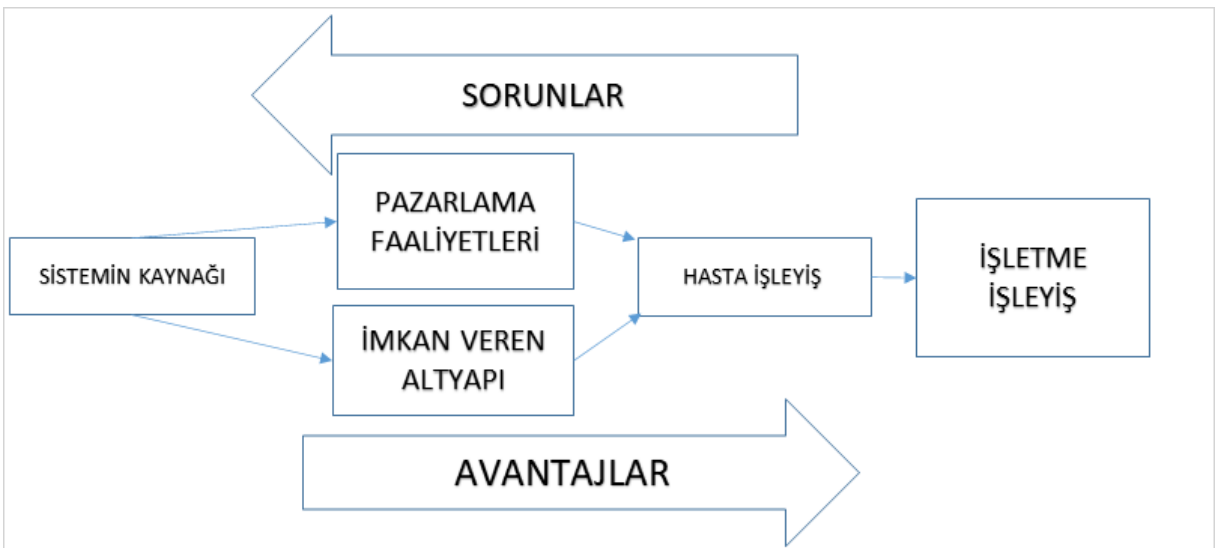 SORUNLAR
PAZARLAMA
FAALİYETLERİ
SİSTEMİN KAYNAĞI
HASTA İŞLEYİŞ
İŞLETME
İŞLEYİŞ
İMKAN VEREN
ALTYAPI
AVANTAJLAR